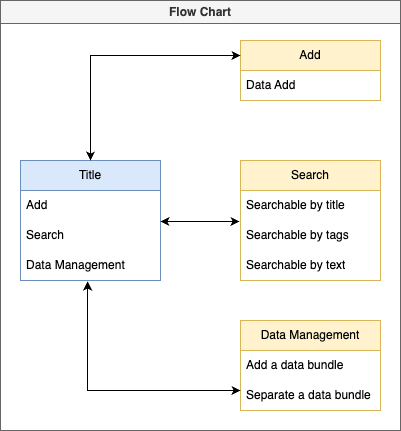 Flow Chart
Add
Data Add
Title
Add
Search
Data Management
Search
Searchable by title
Searchable by tags
Searchable by text
Data Management
Add a data bundle
Separate a data bundle